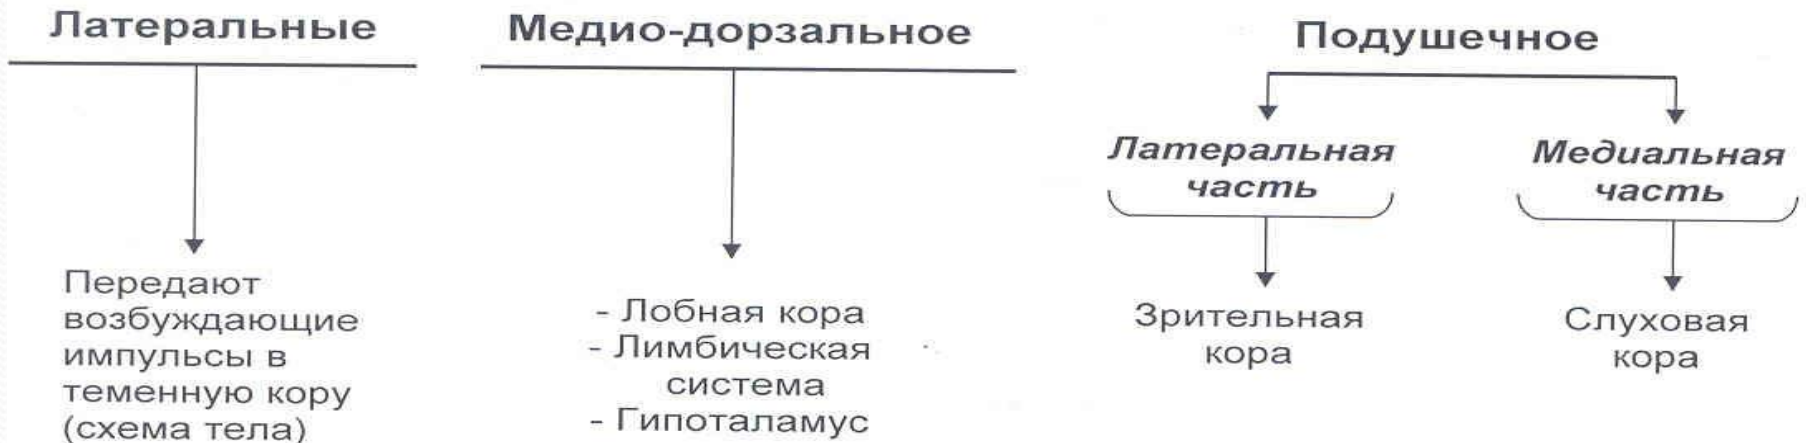 Латеральные
Передают
возбуждающие
импульсы в
теменную кору
(схема тела)
Медио-дорзальное
- Лобная кора
- Лимбическая
система
- Гипоталамус
Подушечное
Латеральная
часть
Зрительная
кора
Медиальная
часть
Слуховая
кора